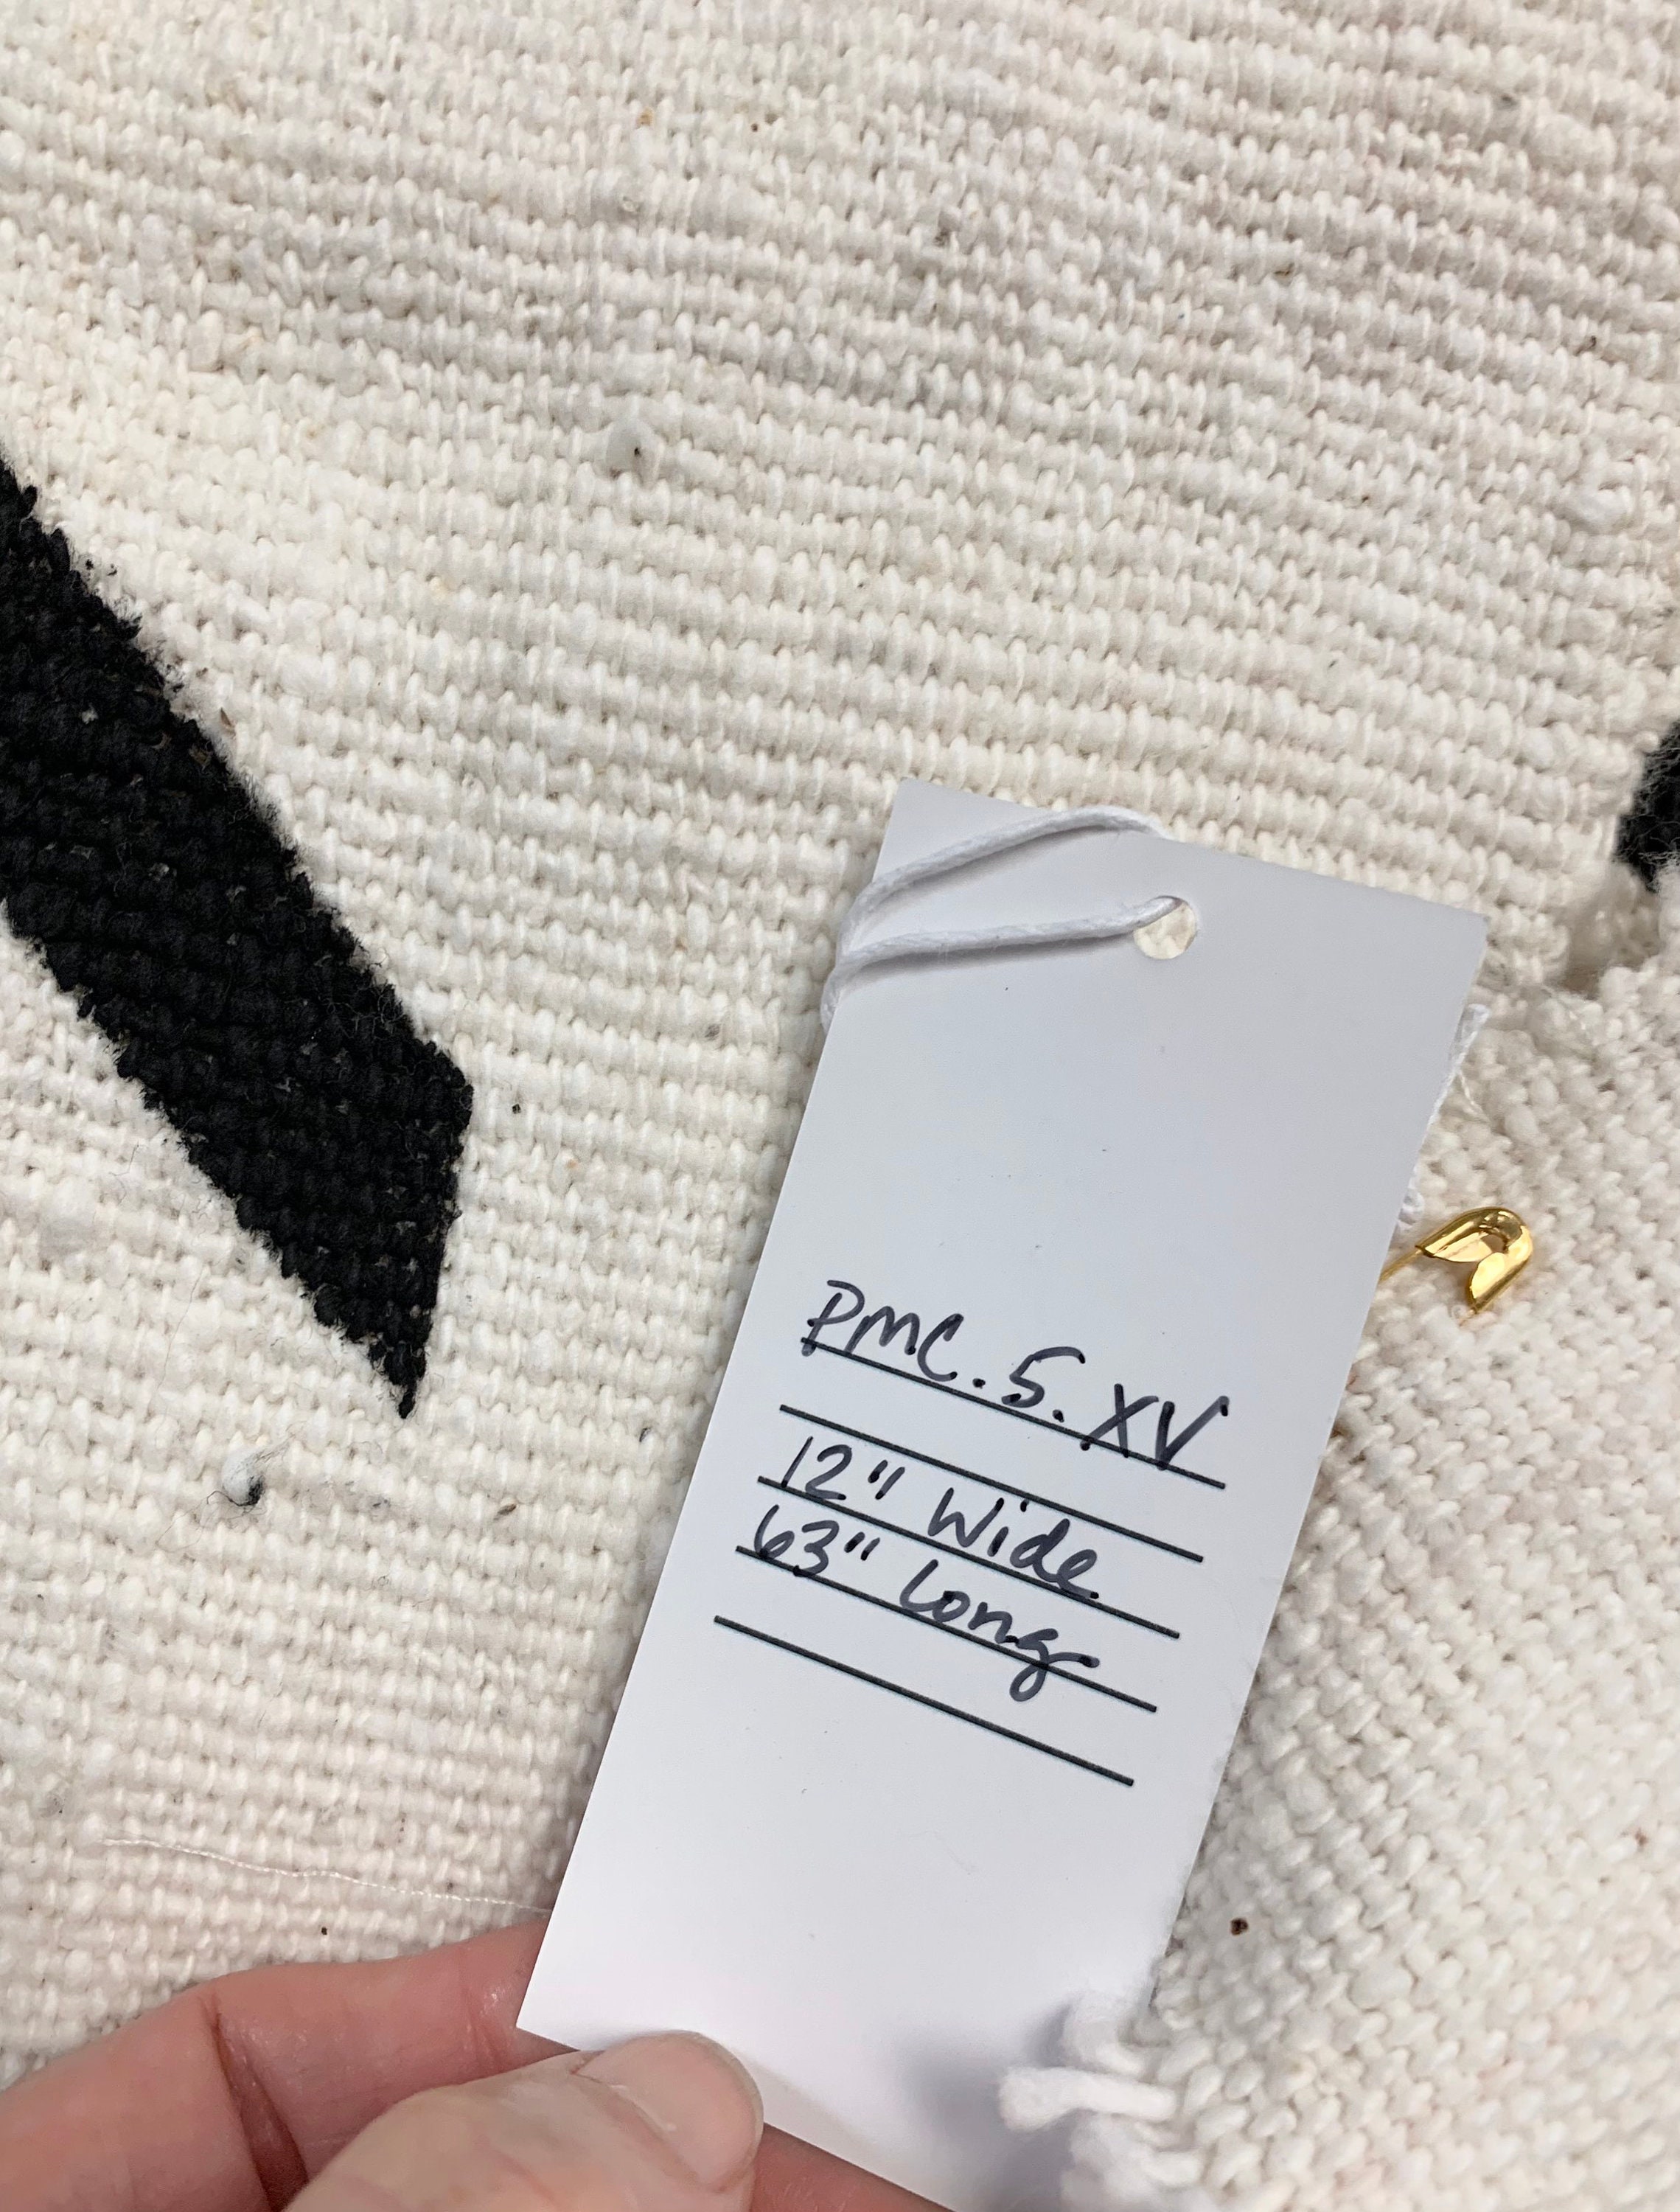 PMC.5.XV
12" Wide
63" Long